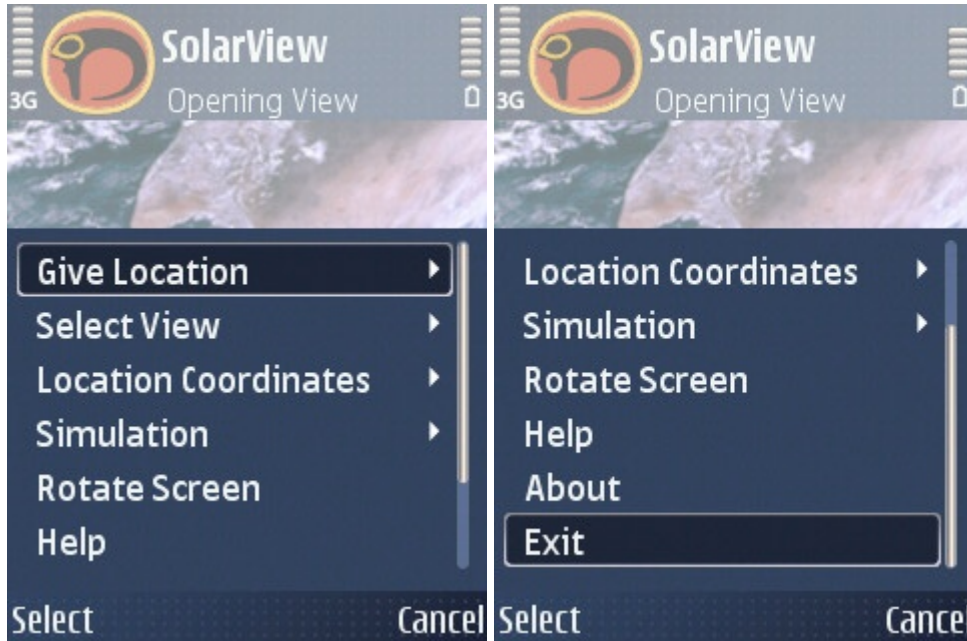 SolarView
3G
Opening View
Give Location
Select View
Location Coordinates
Simulation
Rotate Screen
Help
Select Cancel
SolarView
3G
Opening View
Location Coordinates
Simulation
Rotate Screen
Help
About
Exit
Select Cance